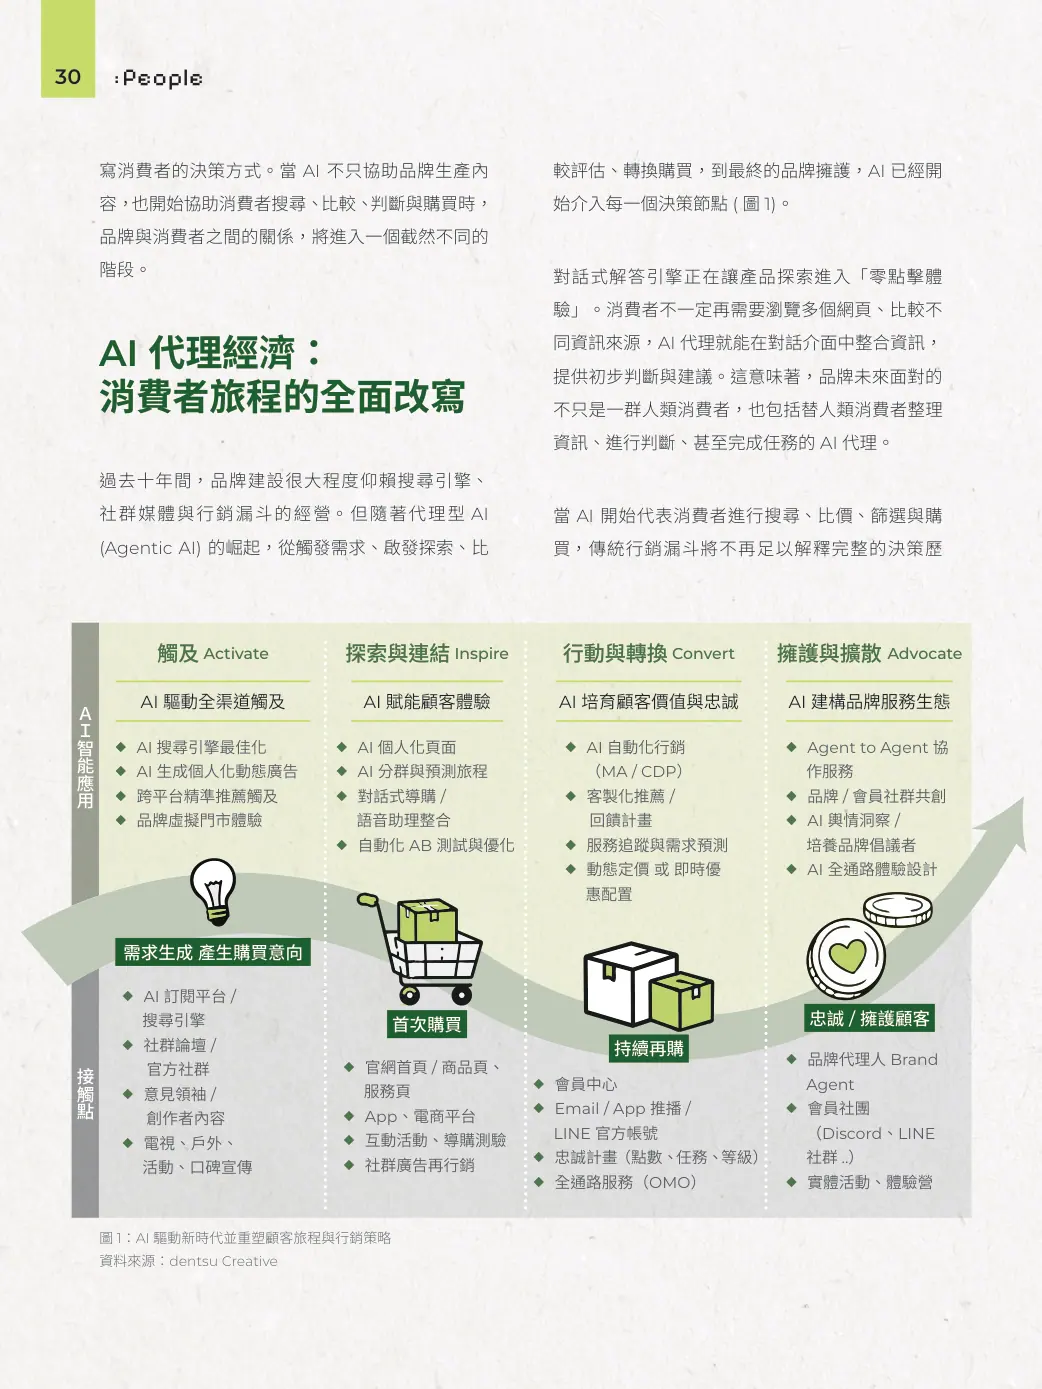 30
:People
寫消費者的決策方式。當 AI 不只協助品牌生產內
容，也開始協助消費者搜尋、比較、判斷與購買時，
品牌與消費者之間的關係，將進入一個截然不同的
階段。
AI 代理經濟：
消費者旅程的全面改寫
過去十年間，品牌建設很大程度仰賴搜尋引擎、
社群媒體與行銷漏斗的經營。但隨著代理型 AI
(Agentic AI) 的崛起，從觸發需求、啟發探索、比
較評估、轉換購買，到最終的品牌擁護，AI 已經開
始介入每一個決策節點 ( 圖 1)。
對話式解答引擎正在讓產品探索進入「零點擊體
驗」。消費者不一定再需要瀏覽多個網頁、比較不
同資訊來源，AI 代理就能在對話介面中整合資訊，
提供初步判斷與建議。這意味著，品牌未來面對的
不只是一群人類消費者，也包括替人類消費者整理
資訊、進行判斷、甚至完成任務的 AI 代理。
當 AI 開始代表消費者進行搜尋、比價、篩選與購
買，傳統行銷漏斗將不再足以解釋完整的決策歷
AI智能應用
觸及 Activate
AI 驅動全渠道觸及
◆ AI 搜尋引擎最佳化
◆ AI 生成個人化動態廣告
◆ 跨平台精準推薦觸及
◆ 品牌虛擬門市體驗
探索與連結 Inspire
AI 賦能顧客體驗
◆ AI 個人化頁面
◆ AI 分群與預測旅程
◆ 對話式導購 /
語音助理整合
◆ 自動化 AB 測試與優化
行動與轉換 Convert
AI 培育顧客價值與忠誠
◆ AI 自動化行銷
（MA / CDP）
◆ 客製化推薦 /
回饋計畫
◆ 服務追蹤與需求預測
◆ 動態定價 或 即時優
惠配置
擁護與擴散 Advocate
AI 建構品牌服務生態
◆ Agent to Agent 協
作服務
◆ 品牌 / 會員社群共創
◆ AI 輿情洞察 /
培養品牌倡議者
◆ AI 全通路體驗設計
接觸點
需求生成 產生購買意向
◆ AI 訂閱平台 /
搜尋引擎
◆ 社群論壇 /
官方社群
◆ 意見領袖 /
創作者內容
◆ 電視、戶外、
活動、口碑宣傳
首次購買
◆ 官網首頁 / 商品頁、
服務頁
◆ App、電商平台
◆ 互動活動、導購測驗
◆ 社群廣告再行銷
持續再購
◆ 會員中心
◆ Email / App 推播 /
LINE 官方帳號
◆ 忠誠計畫（點數、任務、等級）
◆ 全通路服務（OMO）
忠誠 / 擁護顧客
◆ 品牌代理人 Brand
Agent
◆ 會員社團
（Discord、LINE
社群 ..）
◆ 實體活動、體驗營
圖 1：AI 驅動新時代並重塑顧客旅程與行銷策略
資料來源：dentsu Creative